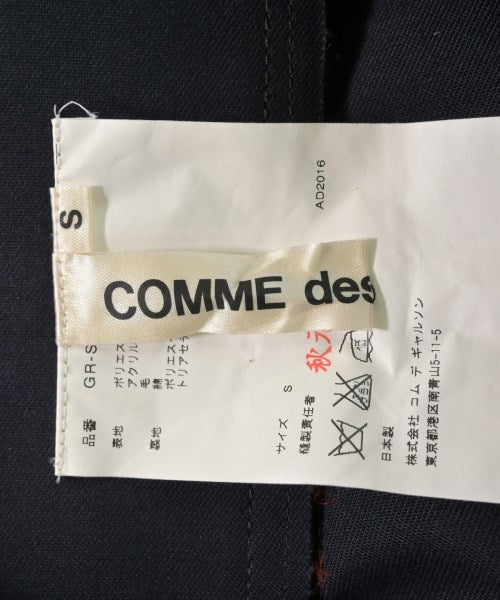 S
COMME des
AD2016
品番 GR-S
表地 ポリエス
アクリル
毛
綿
裏地 ポリエス
トリアセテ
サイズ S
縫製責任者 秋
日本製
株式会社 コム デ ギャルソン
東京都港区南青山5-11-5